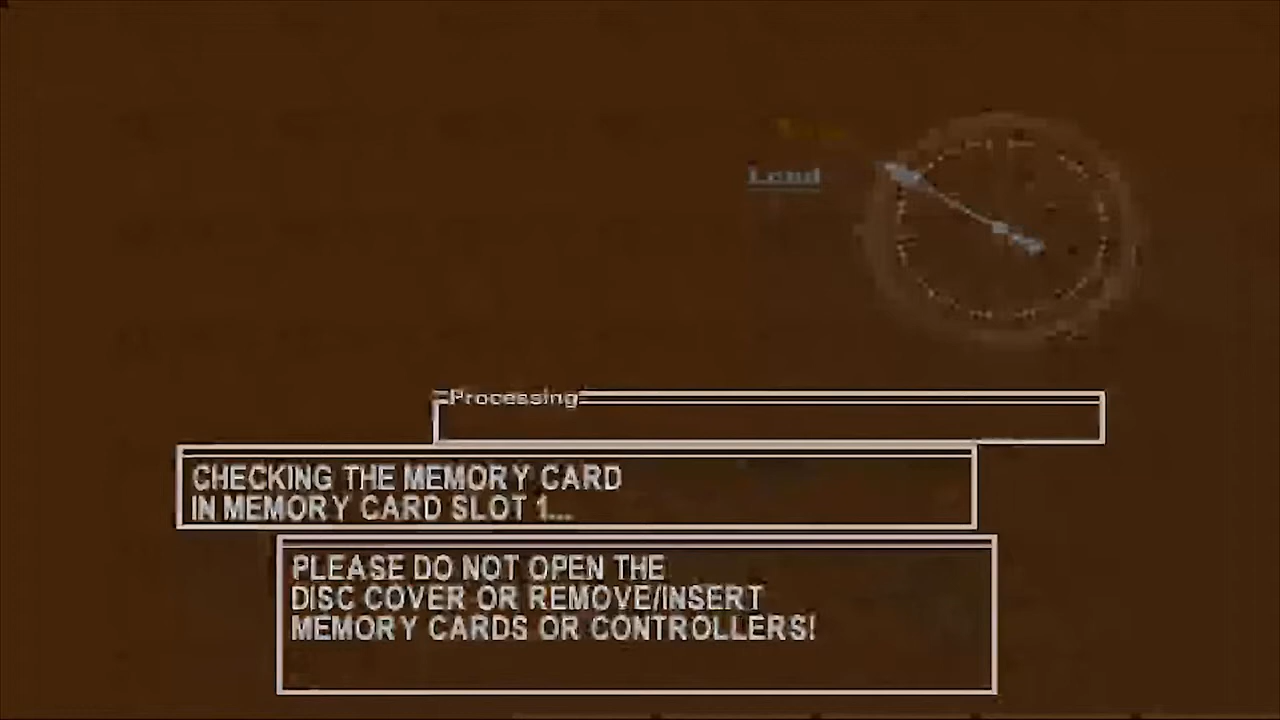 Load
Processing
CHECKING THE MEMORY CARD
IN MEMORY CARD SLOT 1...
PLEASE DO NOT OPEN THE
DISC COVER OR REMOVE/INSERT
MEMORY CARDS OR CONTROLLERS!